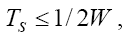 T_S ≤ 1/2W ,